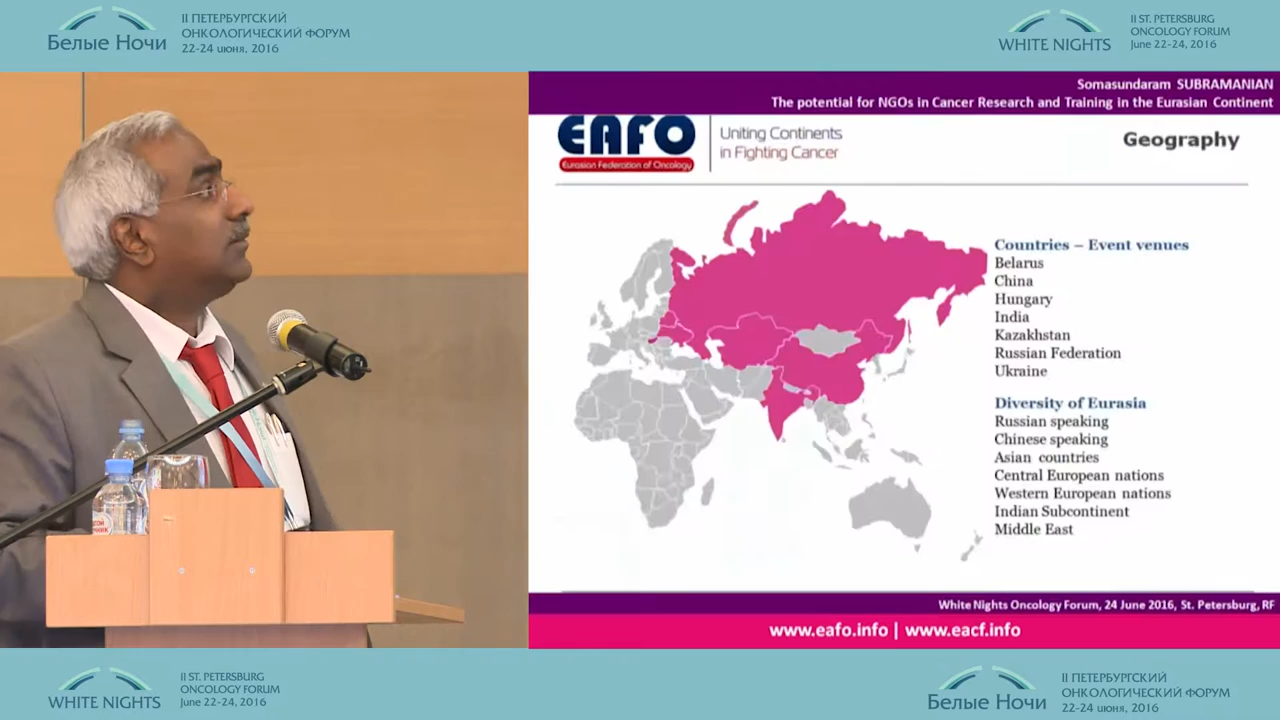 II ПЕТЕРБУРГСКИЙ
ОНКОЛОГИЧЕСКИЙ ФОРУМ
22-24 июня, 2016
Белые Ночи
II ST. PETERSBURG
ONCOLOGY FORUM
June 22-24, 2016
WHITE NIGHTS
Somasundaram SUBRAMANIAN
The potential for NGOs in Cancer Research and Training in the Eurasian Continent
EAFO
Eurasian Federation of Oncology
Uniting Continents
in Fighting Cancer
Geography
Countries – Event venues
Belarus
China
Hungary
India
Kazakhstan
Russian Federation
Ukraine
Diversity of Eurasia
Russian speaking
Chinese speaking
Asian countries
Central European nations
Western European nations
Indian Subcontinent
Middle East
White Nights Oncology Forum, 24 June 2016, St. Petersburg, RF
www.eafo.info | www.eacf.info
WHITE NIGHTS
II ST. PETERSBURG
ONCOLOGY FORUM
June 22-24, 2016
Белые Ночи
II ПЕТЕРБУРГСКИЙ
ОНКОЛОГИЧЕСКИЙ ФОРУМ
22-24 июня, 2016